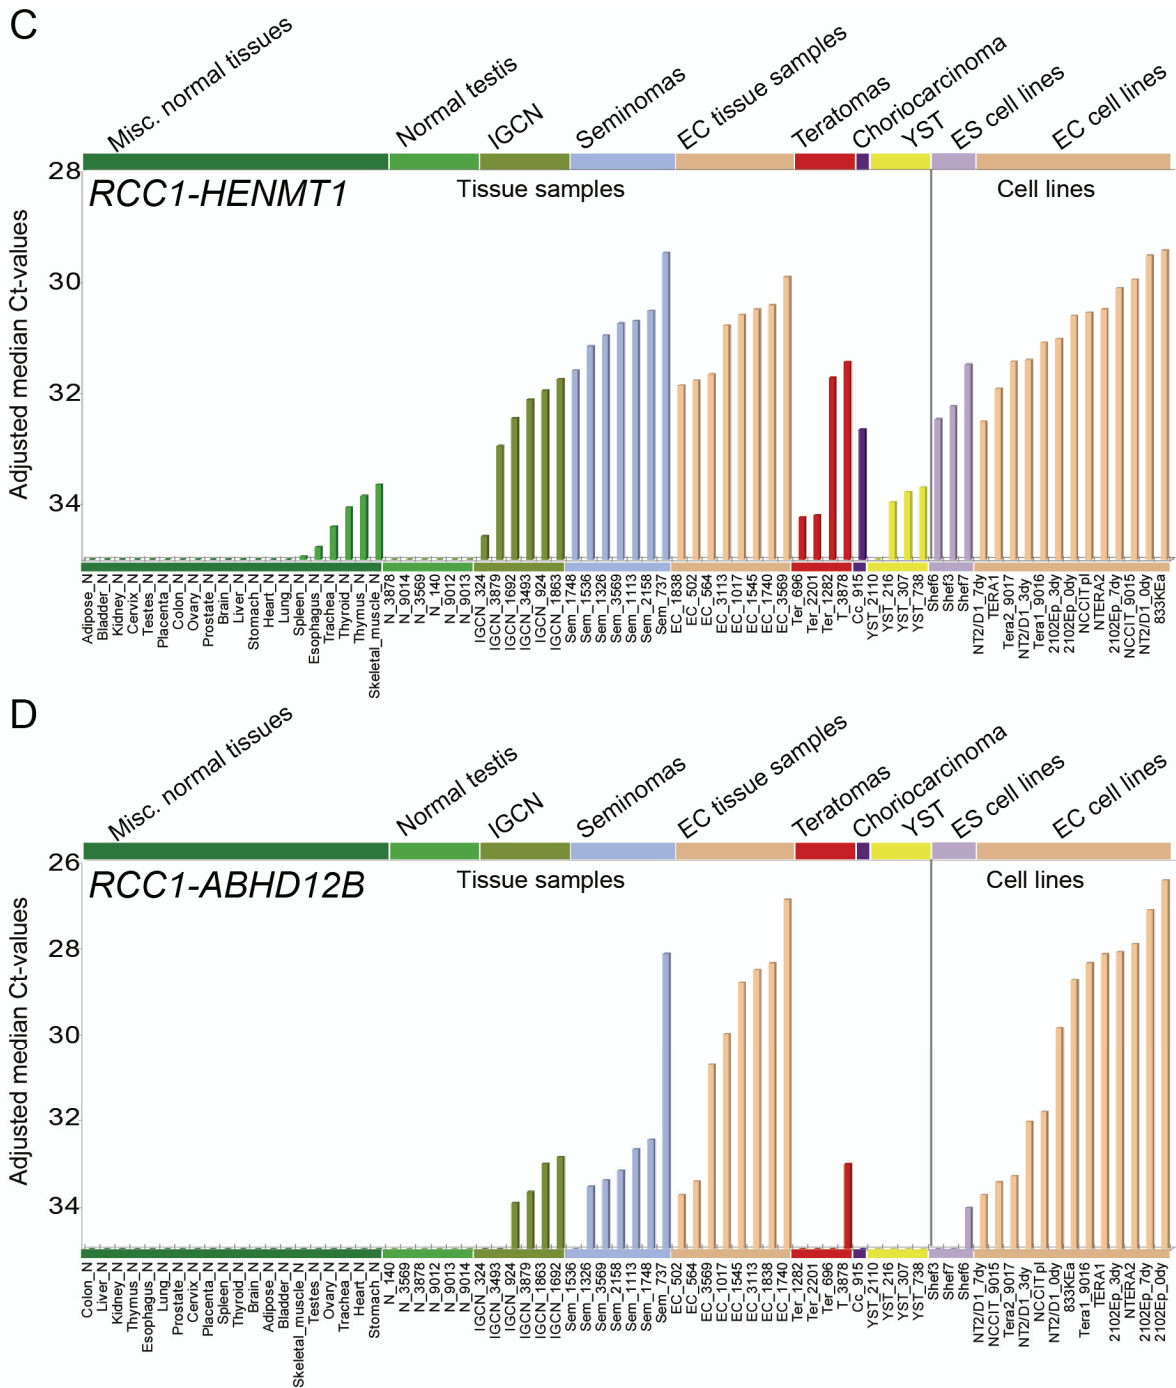 C
Misc. normal tissues
Normal testis
IGCN
Seminomas
EC tissue samples
Teratomas
Choriocarcinoma
YST
ES cell lines
EC cell lines
28
RCC1-HENMT1
Tissue samples
Cell lines
Adjusted median Ct-values
30
32
34
Adipose_N
Bladder_N
Kidney_N
Cervix_N
Testes_N
Placenta_N
Colon_N
Ovary_N
Prostate_N
Brain_N
Liver_N
Stomach_N
Heart_N
Lung_N
Spleen_N
Esophagus_N
Trachea_N
Thyroid_N
Thymus_N
Skeletal_muscle_N
N_3878
N_9014
N_3569
N_140
N_9012
N_9013
IGCN_324
IGCN_3879
IGCN_1692
IGCN_3493
IGCN_924
IGCN_1863
Sem_1748
Sem_1536
Sem_1326
Sem_3569
Sem_1113
Sem_2158
Sem_737
EC_1838
EC_502
EC_564
EC_3113
EC_1017
EC_1545
EC_1740
EC_3569
Ter_696
Ter_2201
Ter_1282
T_3878
Cc_915
YST_2110
YST_216
YST_307
YST_738
Shef6
Shef3
Shef7
NT2/D1_7dy
TERA1
Tera2_9017
NT2/D1_3dy
Tera1_9016
2102Ep_3dy
2102Ep_0dy
NCCIT pl
NTERA2
2102Ep_7dy
NCCIT_9015
NT2/D1_0dy
833KEa
D
Misc. normal tissues
Normal testis
IGCN
Seminomas
EC tissue samples
Teratomas
Choriocarcinoma
YST
ES cell lines
EC cell lines
26
RCC1-ABHD12B
Tissue samples
Cell lines
Adjusted median Ct-values
28
30
32
34
Colon_N
Liver_N
Kidney_N
Thymus_N
Esophagus_N
Lung_N
Prostate_N
Cervix_N
Placenta_N
Spleen_N
Thyroid_N
Brain_N
Adipose_N
Bladder_N
Skeletal_muscle_N
Testes_N
Ovary_N
Trachea_N
Heart_N
Stomach_N
N_140
N_3569
N_3878
N_9012
N_9013
N_9014
IGCN_324
IGCN_3493
IGCN_3879
IGCN_924
IGCN_1863
IGCN_1692
Sem_1536
Sem_1326
Sem_3569
Sem_2158
Sem_1113
Sem_1748
Sem_737
EC_502
EC_564
EC_3569
EC_1017
EC_1545
EC_3113
EC_1838
EC_1740
Ter_1282
Ter_2201
Ter_696
T_3878
Cc_915
YST_2110
YST_216
YST_307
YST_738
Shef3
Shef7
Shef6
NT2/D1_7dy
NCCIT_9015
Tera2_9017
NT2/D1_3dy
NCCIT pl
NT2/D1_0dy
833KEa
Tera1_9016
TERA1
2102Ep_3dy
NTERA2
2102Ep_7dy
2102Ep_0dy